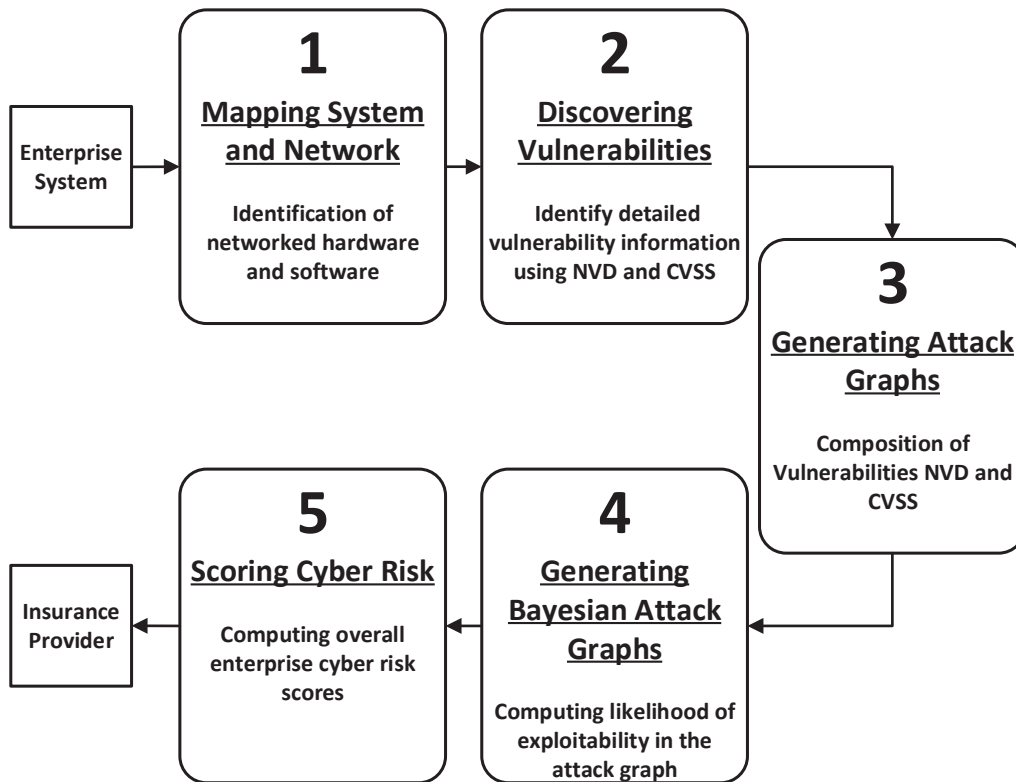 Enterprise
System
1
Mapping System
and Network
Identification of
networked hardware
and software
2
Discovering
Vulnerabilities
Identify detailed
vulnerability information
using NVD and CVSS
3
Generating Attack
Graphs
Composition of
Vulnerabilities NVD and
CVSS
4
Generating
Bayesian Attack
Graphs
Computing likelihood of
exploitability in the
attack graph
5
Scoring Cyber Risk
Computing overall
enterprise cyber risk
scores
Insurance
Provider